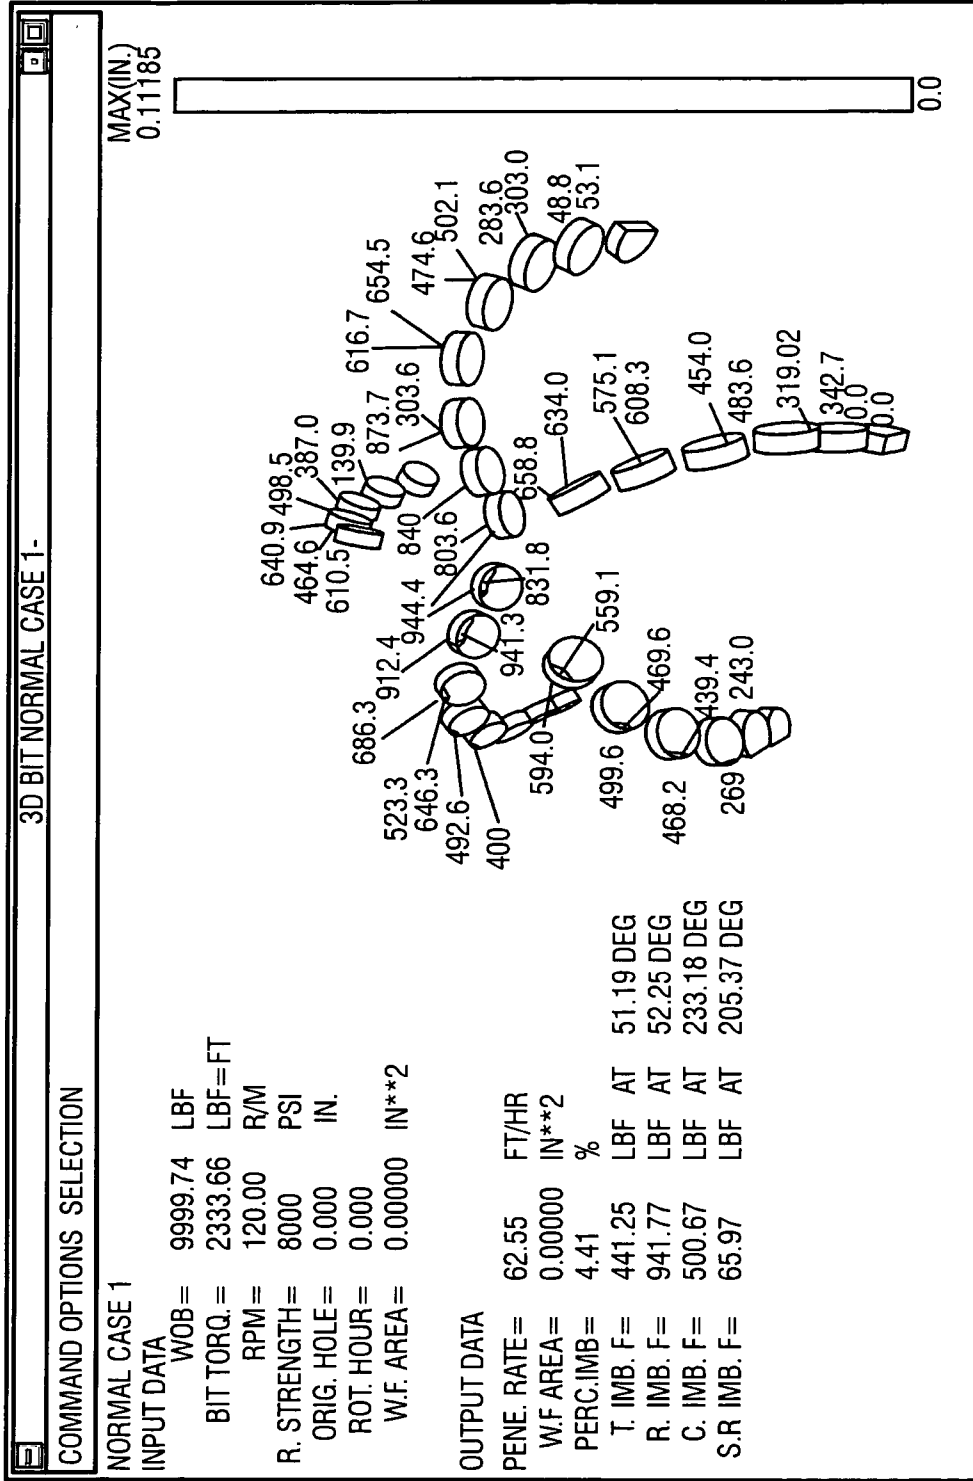 3D BIT NORMAL CASE 1-
COMMAND OPTIONS SELECTION
NORMAL CASE 1
INPUT DATA
WOB= 9999.74 LBF
BIT TORQ.= 2333.66 LBF=FT
RPM= 120.00 R/M
R. STRENGTH= 8000 PSI
ORIG. HOLE= 0.000 IN.
ROT. HOUR= 0.000
W.F. AREA= 0.00000 IN**2
OUTPUT DATA
PENE. RATE= 62.55 FT/HR
W.F AREA= 0.00000 IN**2
PERC.IMB= 4.41 %
T. IMB. F= 441.25 LBF AT 51.19 DEG
R. IMB. F= 941.77 LBF AT 52.25 DEG
C. IMB. F= 500.67 LBF AT 233.18 DEG
S.R IMB. F= 65.97 LBF AT 205.37 DEG
MAX(IN.)
0.11185
0.0
640.9
498.5
387.0
464.6
139.9
610.5
616.7
654.5
873.7
303.6
474.6
502.1
283.6
303.0
48.8
53.1
840
803.6
944.4
912.4
941.3
831.8
686.3
523.3
646.3
492.6
400
658.8
634.0
575.1
608.3
454.0
483.6
319.02
342.7
0.0
0.0
594.0
559.1
499.6
469.6
468.2
439.4
269
243.0